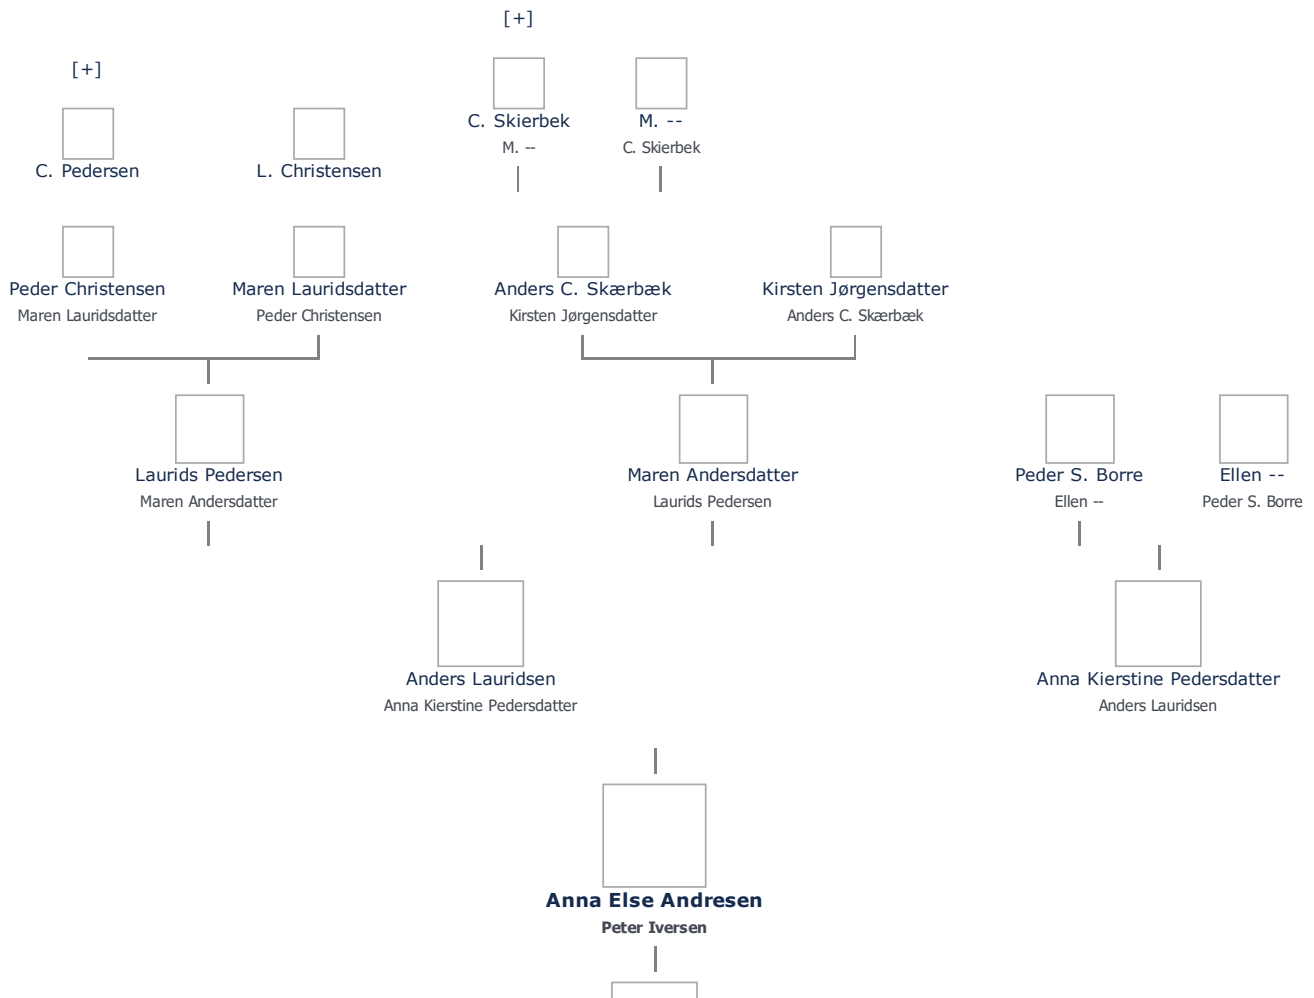 [+]
[+]
C. Skierbek
M. --
M. --
C. Skierbek
C. Pedersen
L. Christensen
Peder Christensen
Maren Lauridsdatter
Maren Lauridsdatter
Peder Christensen
Anders C. Skærbæk
Kirsten Jørgensdatter
Kirsten Jørgensdatter
Anders C. Skærbæk
Laurids Pedersen
Maren Andersdatter
Maren Andersdatter
Laurids Pedersen
Peder S. Borre
Ellen --
Ellen --
Peder S. Borre
Anders Lauridsen
Anna Kierstine Pedersdatter
Anna Kierstine Pedersdatter
Anders Lauridsen
Anna Else Andresen
Peter Iversen